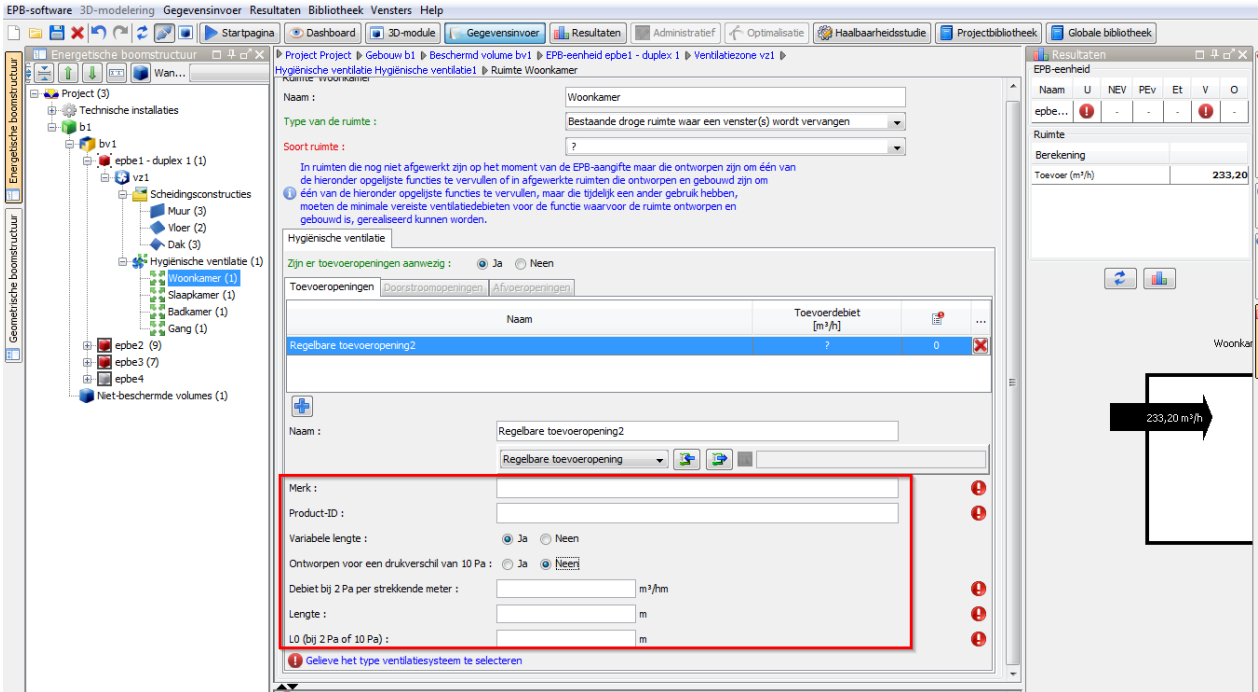 EPB-software 3D-modelering Gegevensinvoer Resultaten Bibliotheek Vensters Help
Startpagina Dashboard 3D-module Gegevensinvoer Resultaten Administratief Optimalisatie Haalbaarheidsstudie Projectbibliotheek Globale bibliotheek
Energetische boomstructuur
Geometrische boomstructuur
Energetische boomstructuur
Wan...
Project (3)
Technische installaties
b1
bv1
epbe1 - duplex 1 (1)
vz1
Scheidingsconstructies
Muur (3)
Vloer (2)
Dak (3)
Hygiënische ventilatie (1)
Woonkamer (1)
Slaapkamer (1)
Badkamer (1)
Gang (1)
epbe2 (9)
epbe3 (7)
epbe4
Niet-beschermde volumes (1)
Project Project Gebouw b1 Beschermd volume bv1 EPB-eenheid epbe1 - duplex 1 Ventilatiezone vz1
Hygiënische ventilatie Hygiënische ventilatie1 Ruimte Woonkamer
Ruimte Woonkamer
Naam : Woonkamer
Type van de ruimte : Bestaande droge ruimte waar een venster(s) wordt vervangen
Soort ruimte : ?
In ruimten die nog niet afgewerkt zijn op het moment van de EPB-aangifte maar die ontworpen zijn om één van
de hieronder opgelijste functies te vervullen of in afgewerkte ruimten die ontworpen en gebouwd zijn om
één van de hieronder opgelijste functies te vervullen, maar die tijdelijk een ander gebruik hebben,
moeten de minimale vereiste ventilatiedebieten voor de functie waarvoor de ruimte ontworpen en
gebouwd is, gerealiseerd kunnen worden.
Hygiënische ventilatie
Zijn er toevoeropeningen aanwezig : Ja Neen
Toevoeropeningen Doorstroomopeningen Afvoeropeningen
Naam Toevoerdebiet
[m³/h] ...
Regelbare toevoeropening2 ? 0
Naam : Regelbare toevoeropening2
Regelbare toevoeropening
Merk :
Product-ID :
Variabele lengte : Ja Neen
Ontworpen voor een drukverschil van 10 Pa : Ja Neen
Debiet bij 2 Pa per strekkende meter : m³/hm
Lengte : m
L0 (bij 2 Pa of 10 Pa) : m
Gelieve het type ventilatiesysteem te selecteren
Resultaten
EPB-eenheid
Naam U NEV PEv Et V O
epbe... - - - -
Ruimte
Berekening
Toevoer (m³/h) 233,20
Woonkar
233,20 m³/h